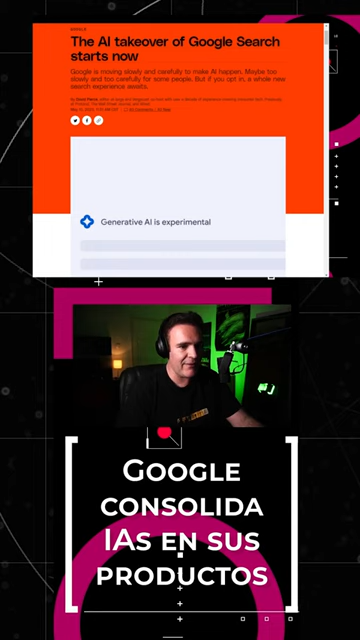 The AI takeover of Google Search
starts now
Google is moving slowly and carefully to make AI happen. Maybe too
slowly and too carefully for some people. But if you opt in, a whole new
search experience awaits.
Generative AI is experimental
GOOGLE
CONSOLIDA
IAS EN SUS
PRODUCTOS